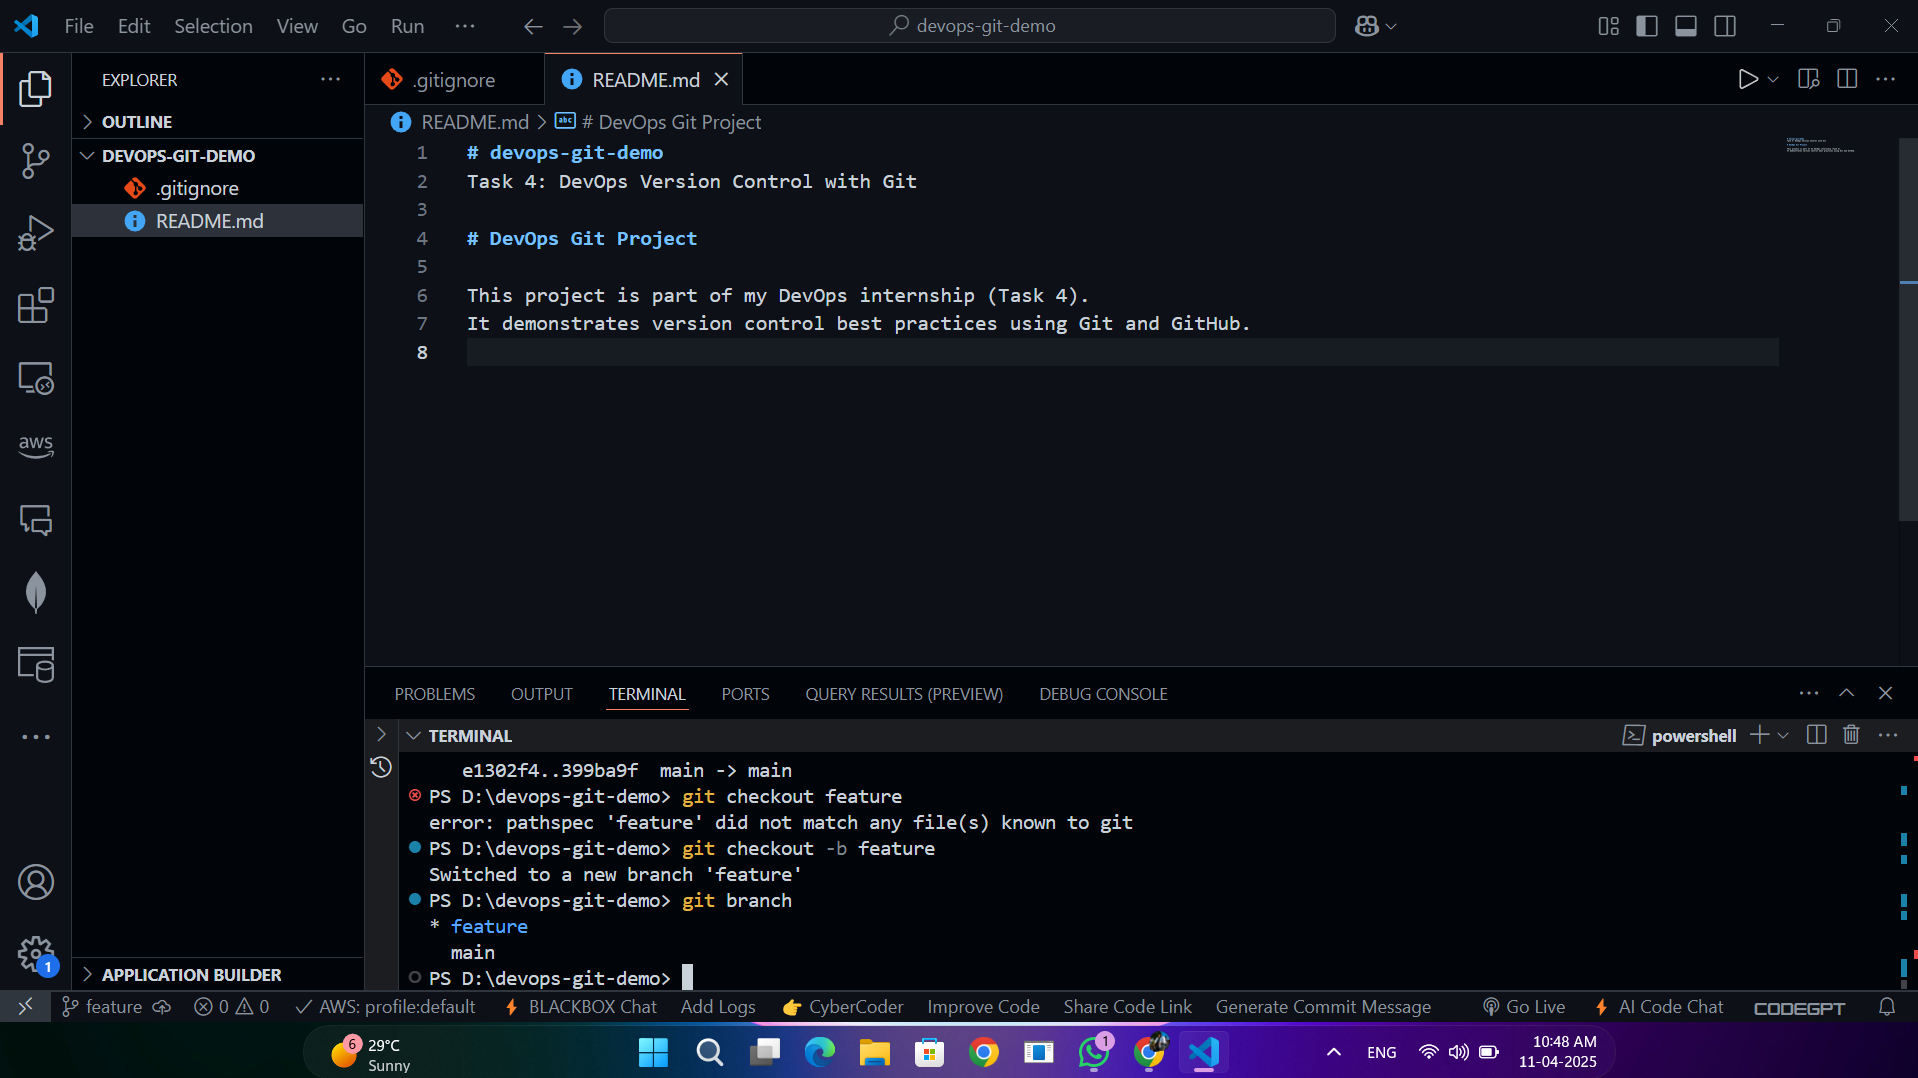 File Edit Selection View Go Run ··· devops-git-demo
EXPLORER ···
OUTLINE
DEVOPS-GIT-DEMO
.gitignore
README.md
aws
1
APPLICATION BUILDER
.gitignore README.md
README.md > # DevOps Git Project
1 # devops-git-demo
2 Task 4: DevOps Version Control with Git
3
4 # DevOps Git Project
5
6 This project is part of my DevOps internship (Task 4).
7 It demonstrates version control best practices using Git and GitHub.
8
PROBLEMS OUTPUT TERMINAL PORTS QUERY RESULTS (PREVIEW) DEBUG CONSOLE
TERMINAL powershell
e1302f4..399ba9f main -> main
PS D:\devops-git-demo> git checkout feature
error: pathspec 'feature' did not match any file(s) known to git
PS D:\devops-git-demo> git checkout -b feature
Switched to a new branch 'feature'
PS D:\devops-git-demo> git branch
* feature
main
PS D:\devops-git-demo>
feature 0 0 AWS: profile:default BLACKBOX Chat Add Logs CyberCoder Improve Code Share Code Link Generate Commit Message Go Live AI Code Chat CODEGPT
6 29°C
Sunny
1
ENG
10:48 AM
11-04-2025